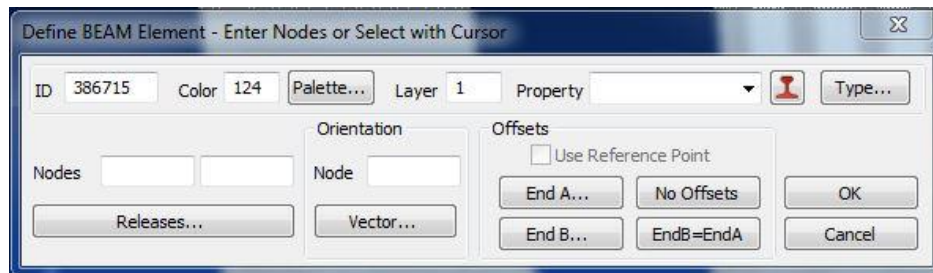 Define BEAM Element - Enter Nodes or Select with Cursor
ID 386715 Color 124 Palette... Layer 1 Property Type...
Orientation Offsets
Use Reference Point
Nodes Node
End A... No Offsets OK
Releases... Vector...
End B... EndB=EndA Cancel